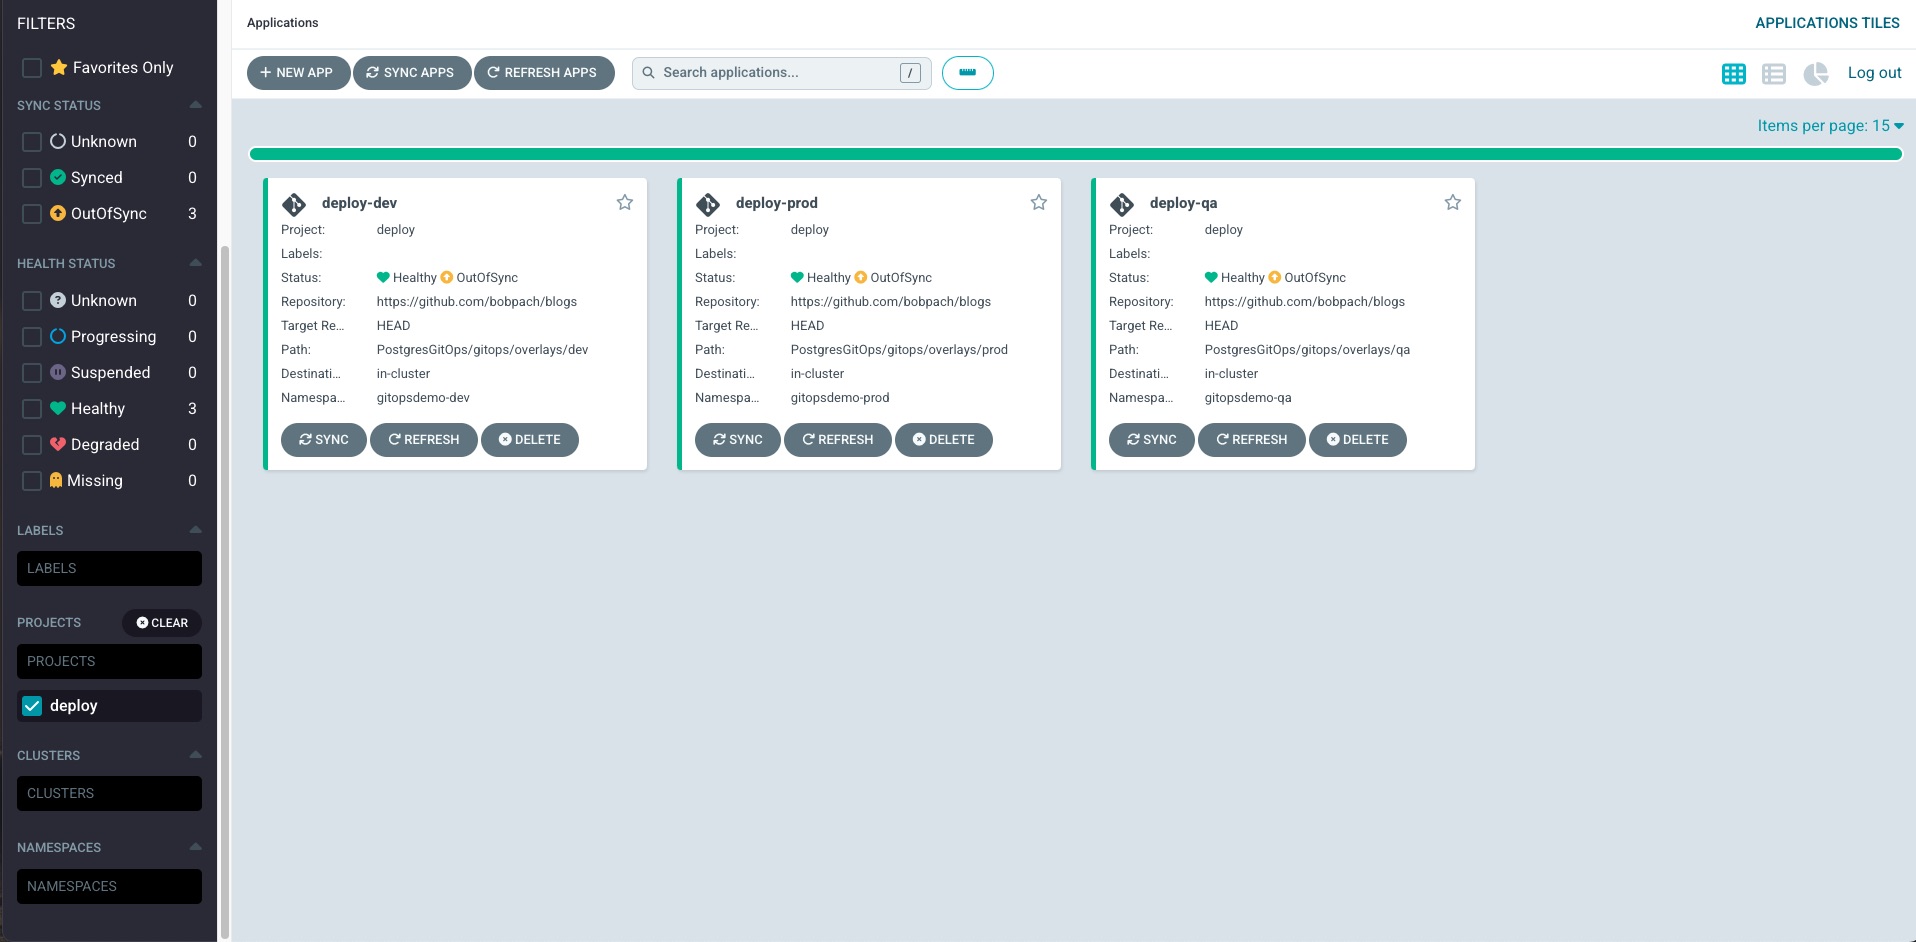 FILTERS
Favorites Only
SYNC STATUS
Unknown 0
Synced 0
OutOfSync 3
HEALTH STATUS
Unknown 0
Progressing 0
Suspended 0
Healthy 3
Degraded 0
Missing 0
LABELS
LABELS
PROJECTS CLEAR
PROJECTS
deploy
CLUSTERS
CLUSTERS
NAMESPACES
NAMESPACES
Applications APPLICATIONS TILES
NEW APP SYNC APPS REFRESH APPS Search applications... / Log out
Items per page: 15
deploy-dev
Project: deploy
Labels:
Status: Healthy OutOfSync
Repository: https://github.com/bobpach/blogs
Target Re... HEAD
Path: PostgresGitOps/gitops/overlays/dev
Destinati... in-cluster
Namespa... gitopsdemo-dev
SYNC REFRESH DELETE
deploy-prod
Project: deploy
Labels:
Status: Healthy OutOfSync
Repository: https://github.com/bobpach/blogs
Target Re... HEAD
Path: PostgresGitOps/gitops/overlays/prod
Destinati... in-cluster
Namespa... gitopsdemo-prod
SYNC REFRESH DELETE
deploy-qa
Project: deploy
Labels:
Status: Healthy OutOfSync
Repository: https://github.com/bobpach/blogs
Target Re... HEAD
Path: PostgresGitOps/gitops/overlays/qa
Destinati... in-cluster
Namespa... gitopsdemo-qa
SYNC REFRESH DELETE